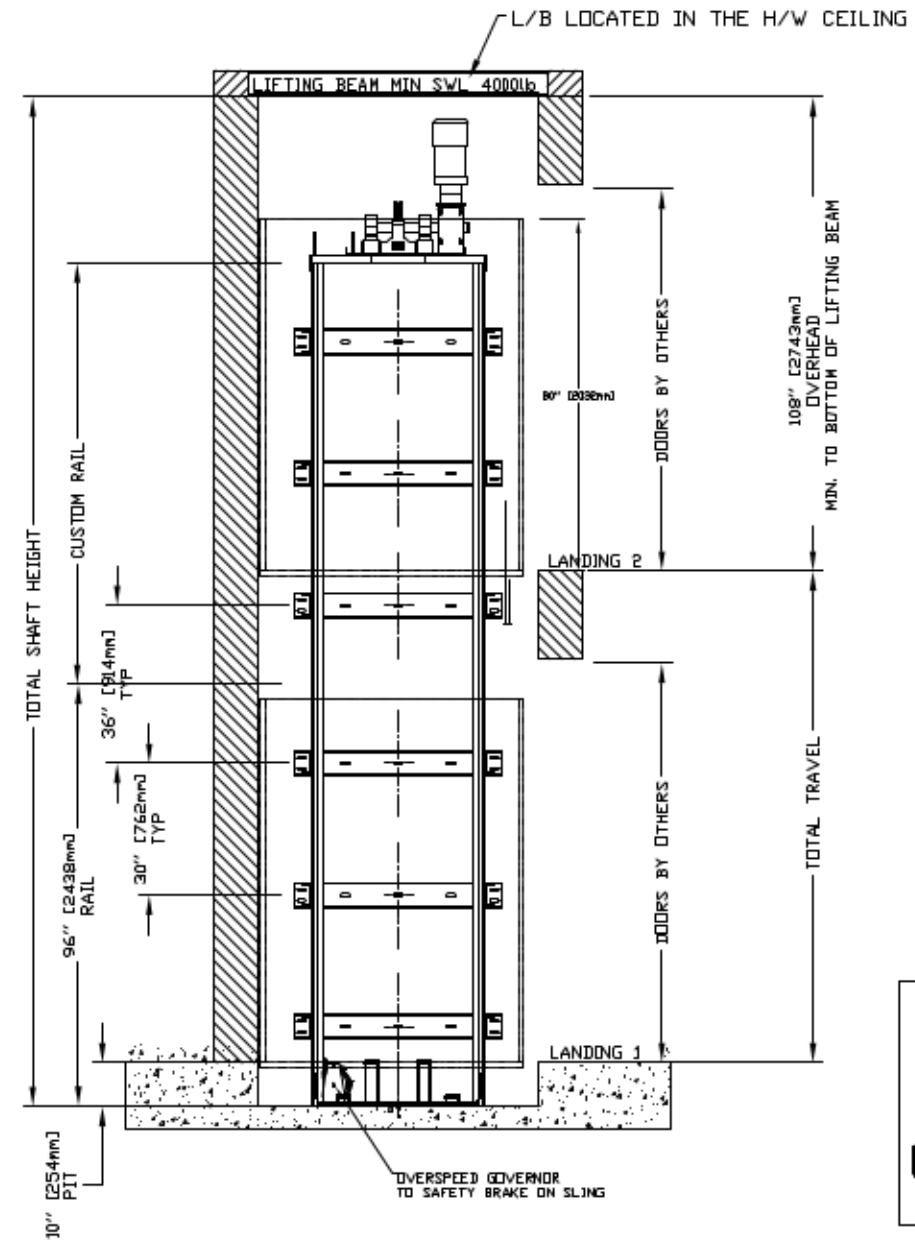 L/B LOCATED IN THE H/W CEILING
LIFTING BEAM MIN SWL 4000lb
TOTAL SHAFT HEIGHT
CUSTOM RAIL
36" [914mm]
TYP
30" [762mm]
TYP
96" [2438mm]
RAIL
10" [254mm]
PIT
80" [2032mm]
DOORS BY OTHERS
108" [2743mm]
OVERHEAD
MIN. TO BOTTOM OF LIFTING BEAM
LANDING 2
DOORS BY OTHERS
TOTAL TRAVEL
LANDING 1
OVERSPEED GOVERNOR
TO SAFETY BRAKE ON SLING